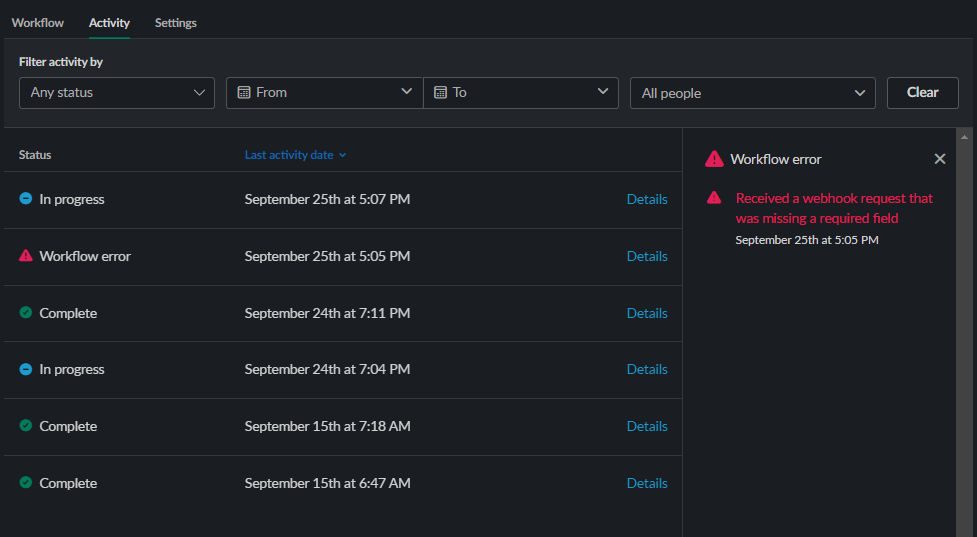 Workflow Activity Settings
Filter activity by
Any status From To All people Clear
Status Last activity date
In progress September 25th at 5:07 PM Details
Workflow error September 25th at 5:05 PM Details
Complete September 24th at 7:11 PM Details
In progress September 24th at 7:04 PM Details
Complete September 15th at 7:18 AM Details
Complete September 15th at 6:47 AM Details
Workflow error
Received a webhook request that
was missing a required field
September 25th at 5:05 PM